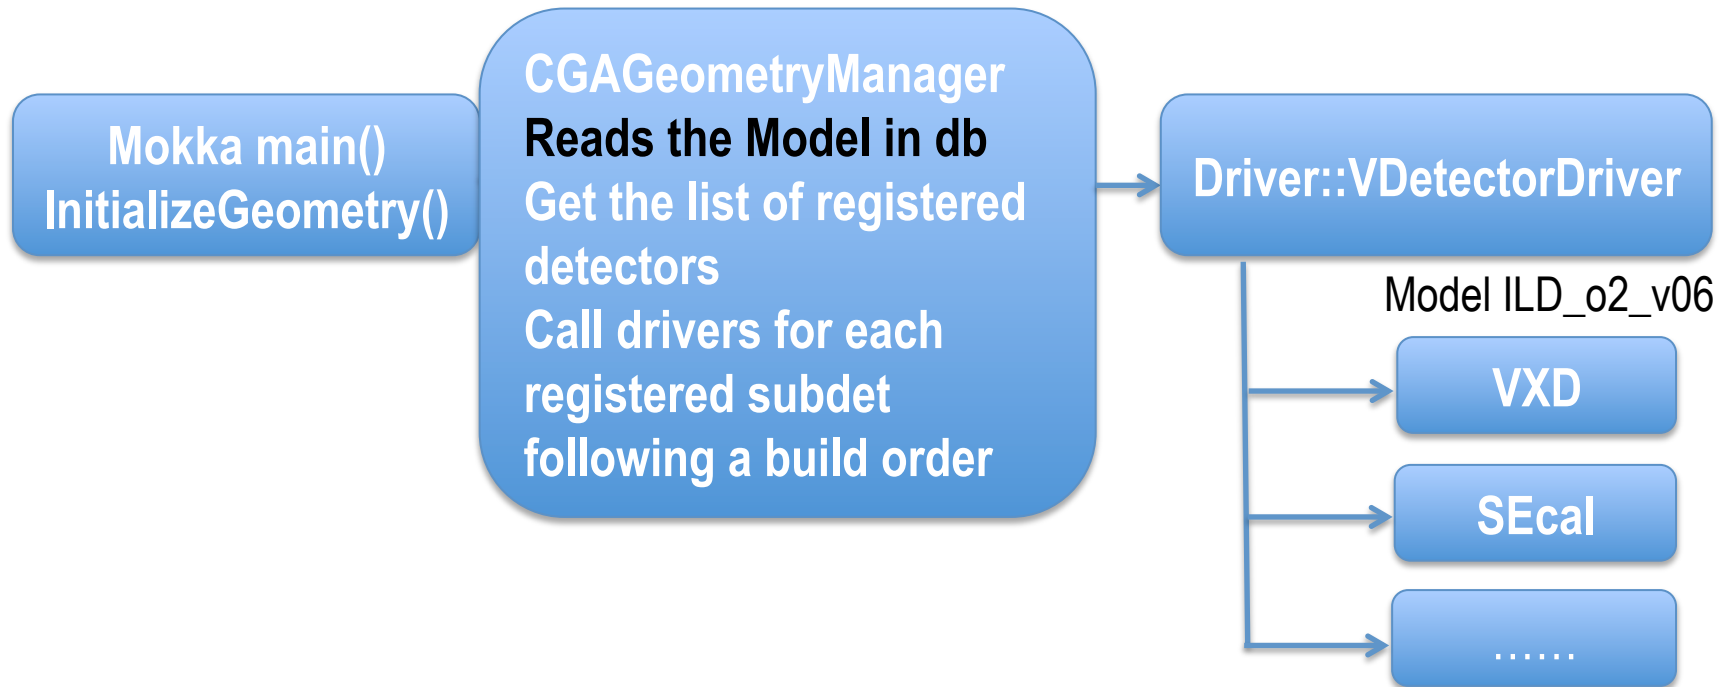 Mokka main()
InitializeGeometry()
CGAGeometryManager
Reads the Model in db
Get the list of registered
detectors
Call drivers for each
registered subdet
following a build order
Driver::VDetectorDriver
Model ILD_o2_v06
VXD
SEcal
......